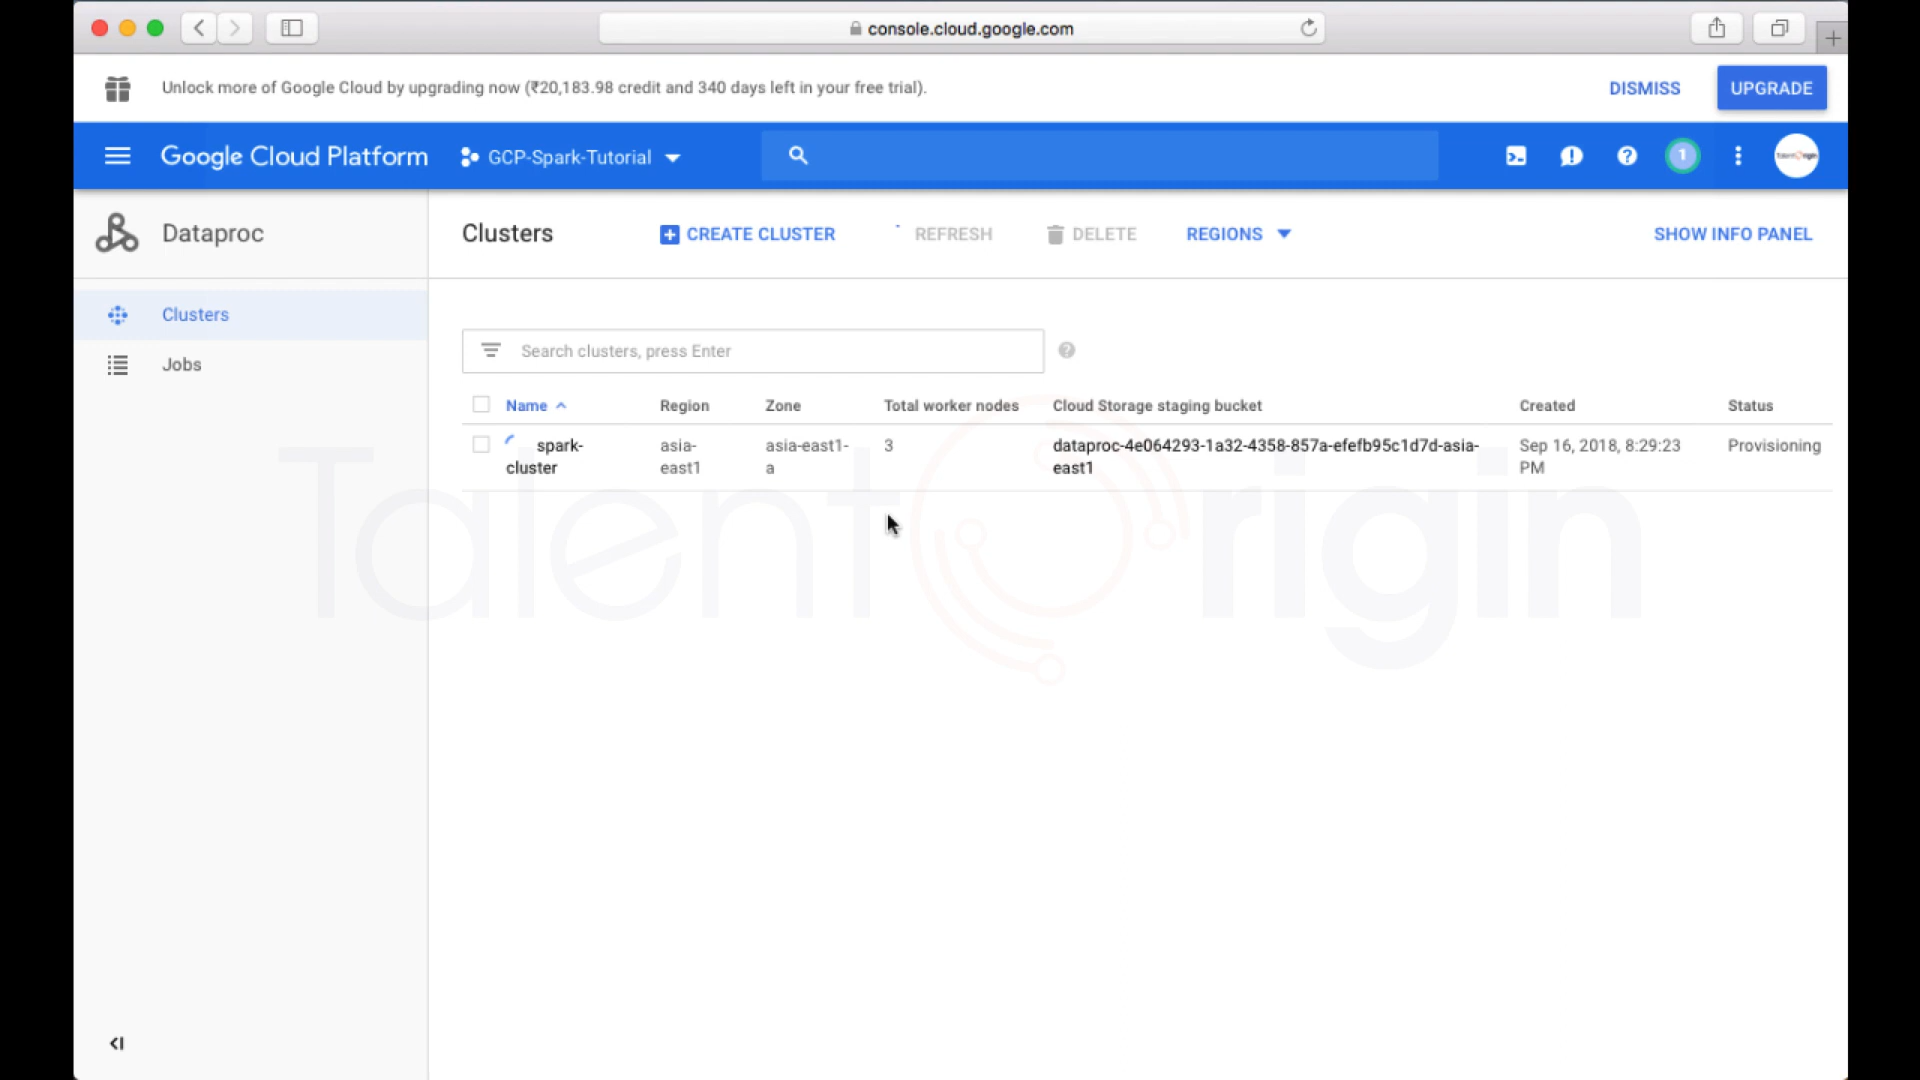 console.cloud.google.com
Unlock more of Google Cloud by upgrading now (₹20,183.98 credit and 340 days left in your free trial).
DISMISS
UPGRADE
Google Cloud Platform
GCP-Spark-Tutorial
1
Dataproc
Clusters
CREATE CLUSTER
REFRESH
DELETE
REGIONS
SHOW INFO PANEL
Clusters
Jobs
Search clusters, press Enter
Name
Region
Zone
Total worker nodes
Cloud Storage staging bucket
Created
Status
spark-
cluster
asia-
east1
asia-east1-
a
3
dataproc-4e064293-1a32-4358-857a-efefb95c1d7d-asia-
east1
Sep 16, 2018, 8:29:23
PM
Provisioning
TalentOrigin